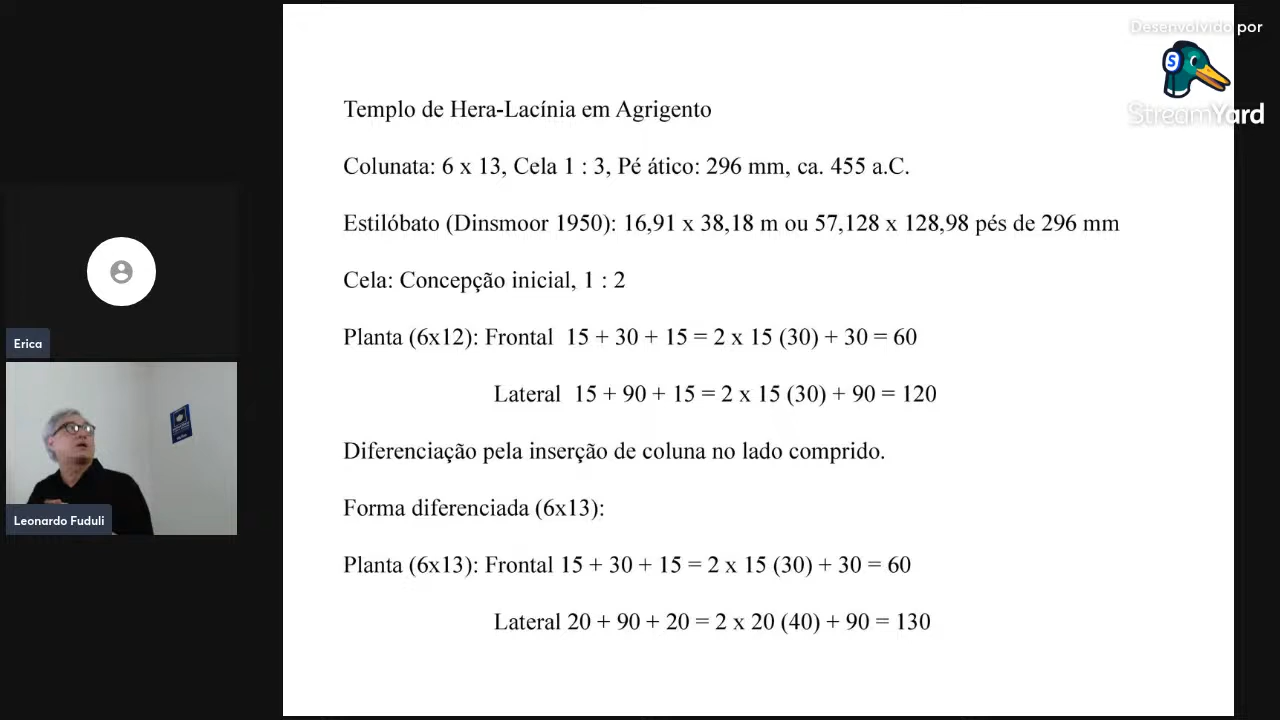 Desenvolvido por
StreamYard
Templo de Hera-Lacínia em Agrigento
Colunata: 6 x 13, Cela 1 : 3, Pé ático: 296 mm, ca. 455 a.C.
Estilóbato (Dinsmoor 1950): 16,91 x 38,18 m ou 57,128 x 128,98 pés de 296 mm
Cela: Concepção inicial, 1 : 2
Planta (6x12): Frontal 15 + 30 + 15 = 2 x 15 (30) + 30 = 60
Lateral 15 + 90 + 15 = 2 x 15 (30) + 90 = 120
Diferenciação pela inserção de coluna no lado comprido.
Forma diferenciada (6x13):
Planta (6x13): Frontal 15 + 30 + 15 = 2 x 15 (30) + 30 = 60
Lateral 20 + 90 + 20 = 2 x 20 (40) + 90 = 130
Erica
Leonardo Fuduli